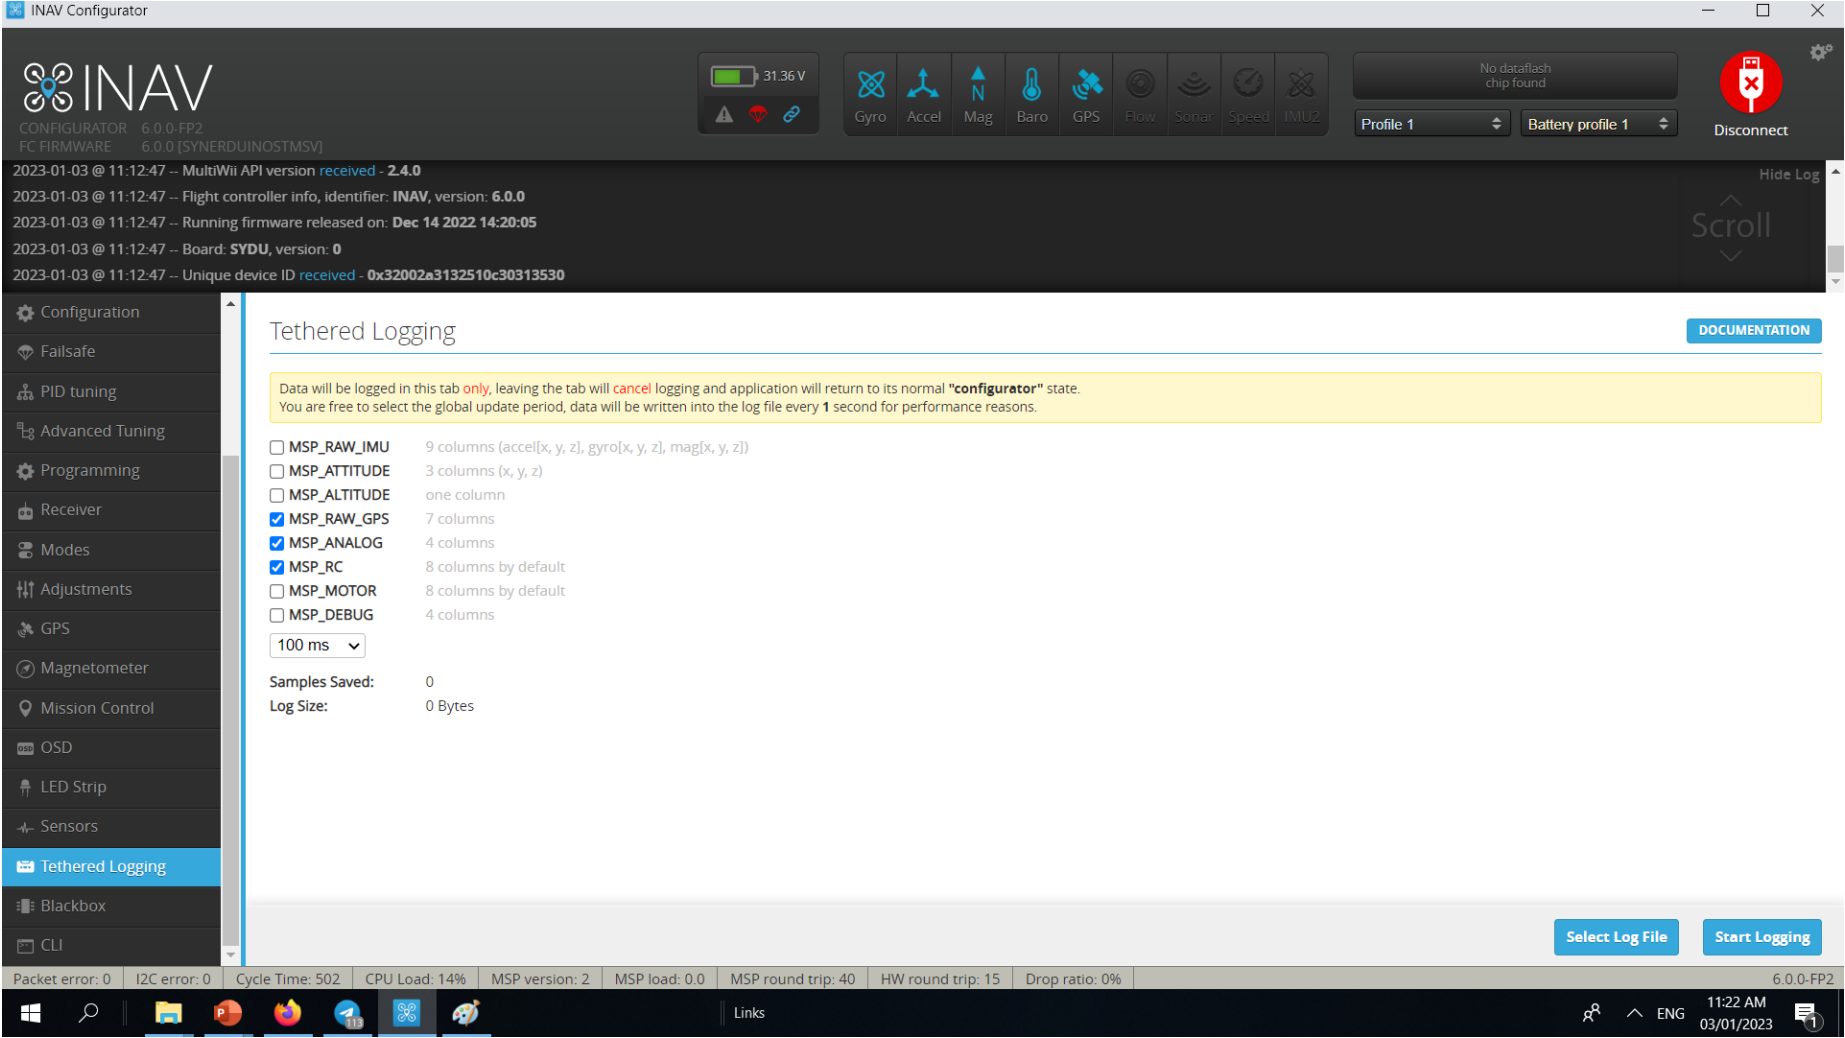 INAV Configurator
INAV
CONFIGURATOR 6.0.0-FP2
FC FIRMWARE 6.0.0 [SYNERDUINOSTMSV]
31.36 V
N
Gyro Accel Mag Baro GPS Flow Sonar Speed IMU2
No dataflash
chip found
Profile 1 Battery profile 1
Disconnect
2023-01-03 @ 11:12:47 -- MultiWii API version received - 2.4.0
2023-01-03 @ 11:12:47 -- Flight controller info, identifier: INAV, version: 6.0.0
2023-01-03 @ 11:12:47 -- Running firmware released on: Dec 14 2022 14:20:05
2023-01-03 @ 11:12:47 -- Board: SYDU, version: 0
2023-01-03 @ 11:12:47 -- Unique device ID received - 0x32002a3132510c30313530
Hide Log
Scroll
Configuration
Failsafe
PID tuning
Advanced Tuning
Programming
Receiver
Modes
Adjustments
GPS
Magnetometer
Mission Control
OSD OSD
LED Strip
Sensors
Tethered Logging
Blackbox
CLI
Tethered Logging
DOCUMENTATION
Data will be logged in this tab only, leaving the tab will cancel logging and application will return to its normal "configurator" state.
You are free to select the global update period, data will be written into the log file every 1 second for performance reasons.
MSP_RAW_IMU 9 columns (accel[x, y, z], gyro[x, y, z], mag[x, y, z])
MSP_ATTITUDE 3 columns (x, y, z)
MSP_ALTITUDE one column
MSP_RAW_GPS 7 columns
MSP_ANALOG 4 columns
MSP_RC 8 columns by default
MSP_MOTOR 8 columns by default
MSP_DEBUG 4 columns
100 ms
Samples Saved: 0
Log Size: 0 Bytes
Select Log File Start Logging
Packet error: 0 I2C error: 0 Cycle Time: 502 CPU Load: 14% MSP version: 2 MSP load: 0.0 MSP round trip: 40 HW round trip: 15 Drop ratio: 0% 6.0.0-FP2
P 113 Links ENG 11:22 AM
03/01/2023 1